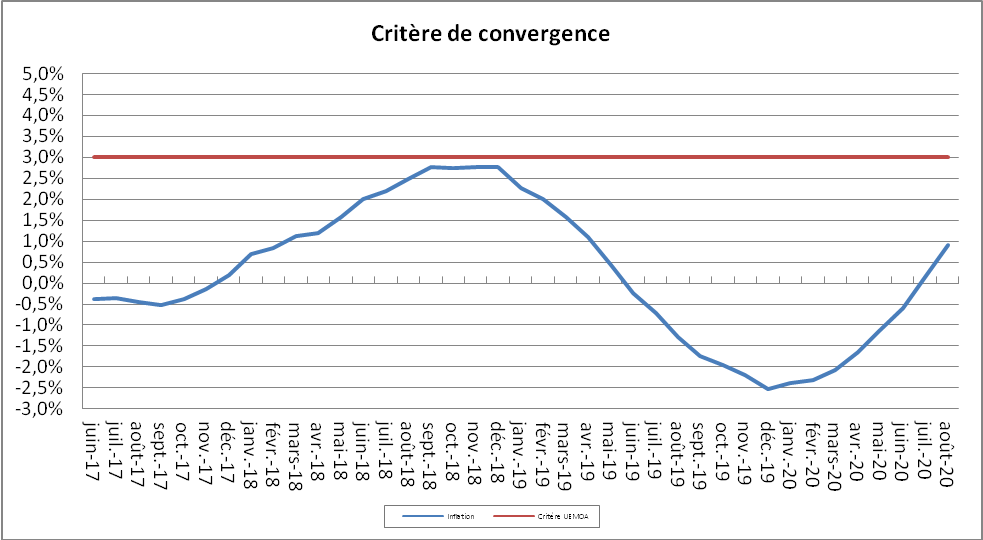 Critère de convergence
5,0%
4,5%
4,0%
3,5%
3,0%
2,5%
2,0%
1,5%
1,0%
0,5%
0,0%
-0,5%
-1,0%
-1,5%
-2,0%
-2,5%
-3,0%
juin-17
juil.-17
août-17
sept.-17
oct.-17
nov.-17
déc.-17
janv.-18
févr.-18
mars-18
avr.-18
mai-18
juin-18
juil.-18
août-18
sept.-18
oct.-18
nov.-18
déc.-18
janv.-19
févr.-19
mars-19
avr.-19
mai-19
juin-19
juil.-19
août-19
sept.-19
oct.-19
nov.-19
déc.-19
janv.-20
févr.-20
mars-20
avr.-20
mai-20
juin-20
juil.-20
août-20
Inflation
Critére UEMOA